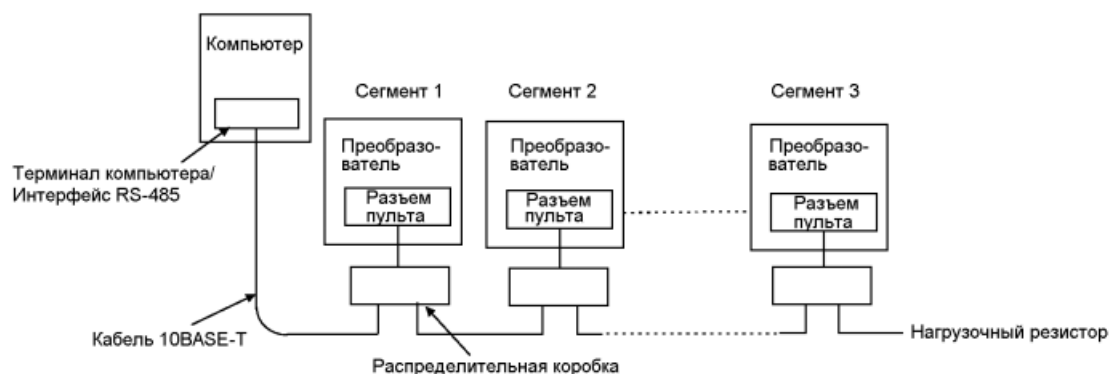 Компьютер
Сегмент 1
Сегмент 2
Сегмент 3
Преобразо-
ватель
Преобразо-
ватель
Преобразо-
ватель
Терминал компьютера/
Интерфейс RS-485
Разъем
пульта
Разъем
пульта
Разъем
пульта
Кабель 10BASE-T
Нагрузочный резистор
Распределительная коробка